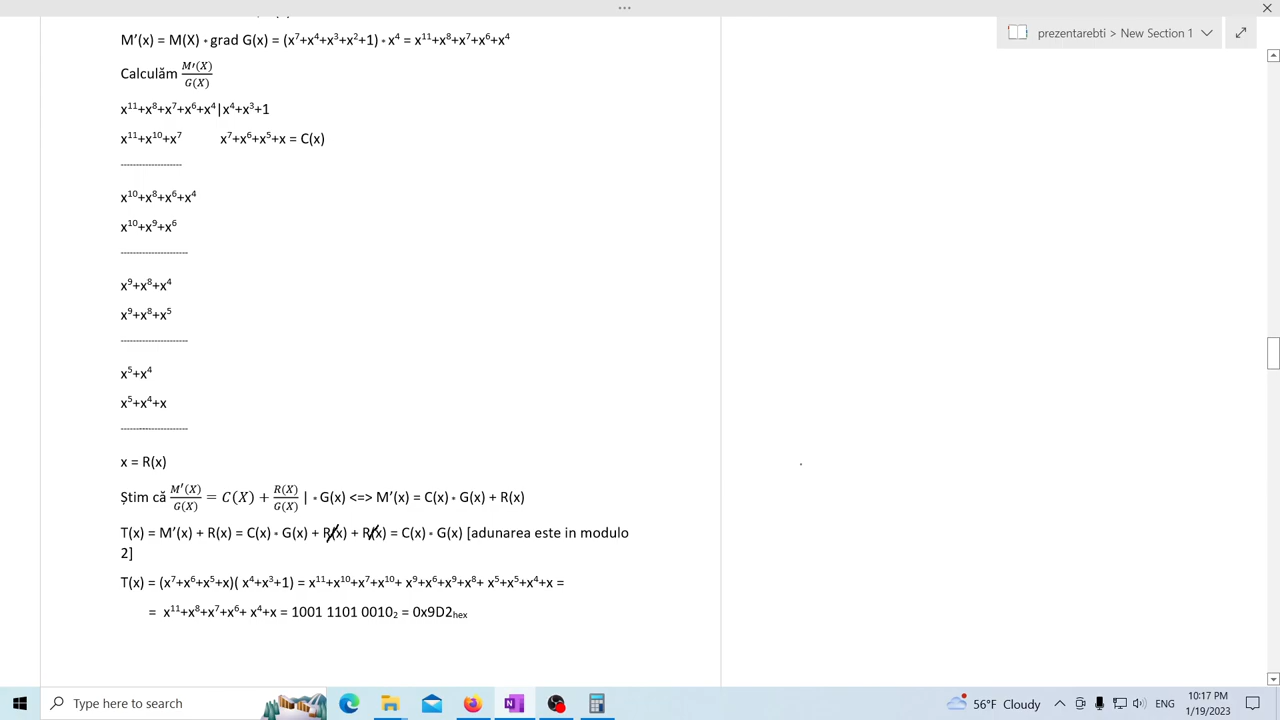 prezentarebti > New Section 1
M′(x) = M(X) * grad G(x) = (x⁷+x⁴+x³+x²+1) * x⁴ = x¹¹+x⁸+x⁷+x⁶+x⁴
Calculăm M′(X)/G(X)
x¹¹+x⁸+x⁷+x⁶+x⁴|x⁴+x³+1
x¹¹+x¹⁰+x⁷ x⁷+x⁶+x⁵+x = C(x)
--------------------
x¹⁰+x⁸+x⁶+x⁴
x¹⁰+x⁹+x⁶
----------------------
x⁹+x⁸+x⁴
x⁹+x⁸+x⁵
----------------------
x⁵+x⁴
x⁵+x⁴+x
----------------------
x = R(x)
Știm că M′(X)/G(X) = C(X) + R(X)/G(X) | * G(x) <=> M′(x) = C(x) * G(x) + R(x)
T(x) = M′(x) + R(x) = C(x) * G(x) + R(x) + R(x) = C(x) * G(x) [adunarea este in modulo
2]
T(x) = (x⁷+x⁶+x⁵+x)( x⁴+x³+1) = x¹¹+x¹⁰+x⁷+x¹⁰+ x⁹+x⁶+x⁹+x⁸+ x⁵+x⁵+x⁴+x =
= x¹¹+x⁸+x⁷+x⁶+ x⁴+x = 1001 1101 0010₂ = 0x9D2hex
Type here to search
56°F Cloudy
ENG
10:17 PM
1/19/2023